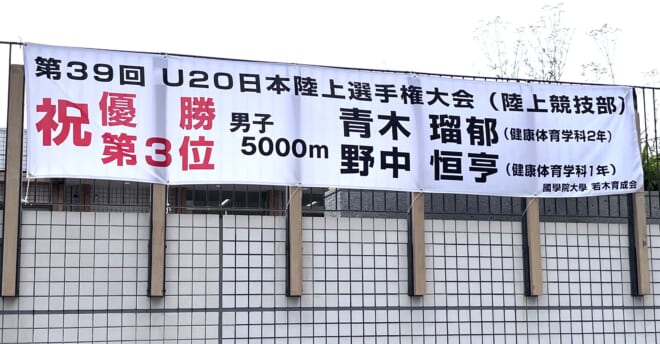 第39回 U20日本陸上選手権大会（陸上競技部）
祝 優勝 男子 5000m 青木 瑠郁（健康体育学科2年）
第3位 野中 恒亨（健康体育学科1年）
國學院大學 若木育成会